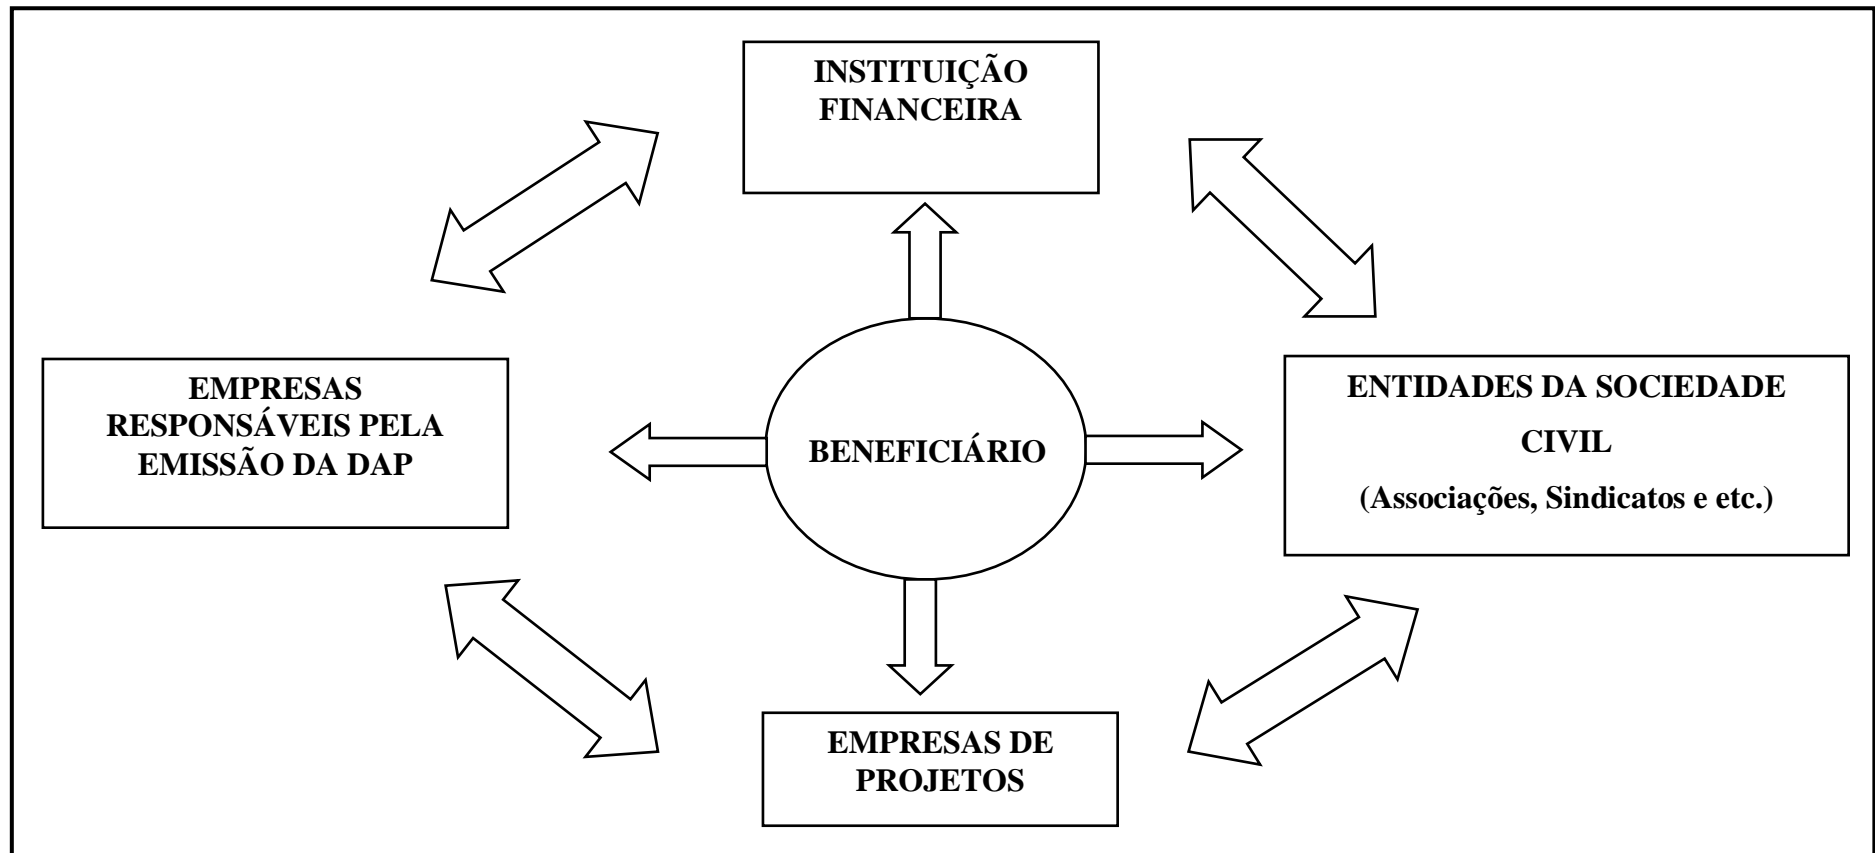 INSTITUIÇÃO
FINANCEIRA
EMPRESAS
RESPONSÁVEIS PELA
EMISSÃO DA DAP
BENEFICIÁRIO
ENTIDADES DA SOCIEDADE
CIVIL
(Associações, Sindicatos e etc.)
EMPRESAS DE
PROJETOS